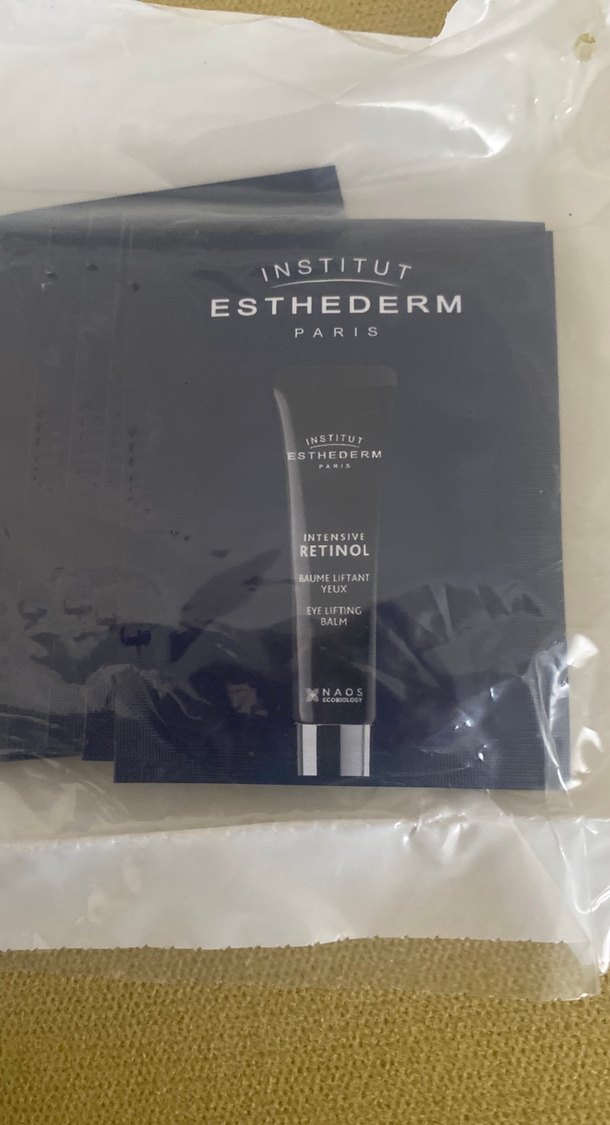 INSTITUT
ESTHEDERM
PARIS
INSTITUT
ESTHEDERM
PARIS
INTENSIVE
RETINOL
BAUME LIFTANT
YEUX
EYE LIFTING
BALM
NAOS
ECOBIOLOGY